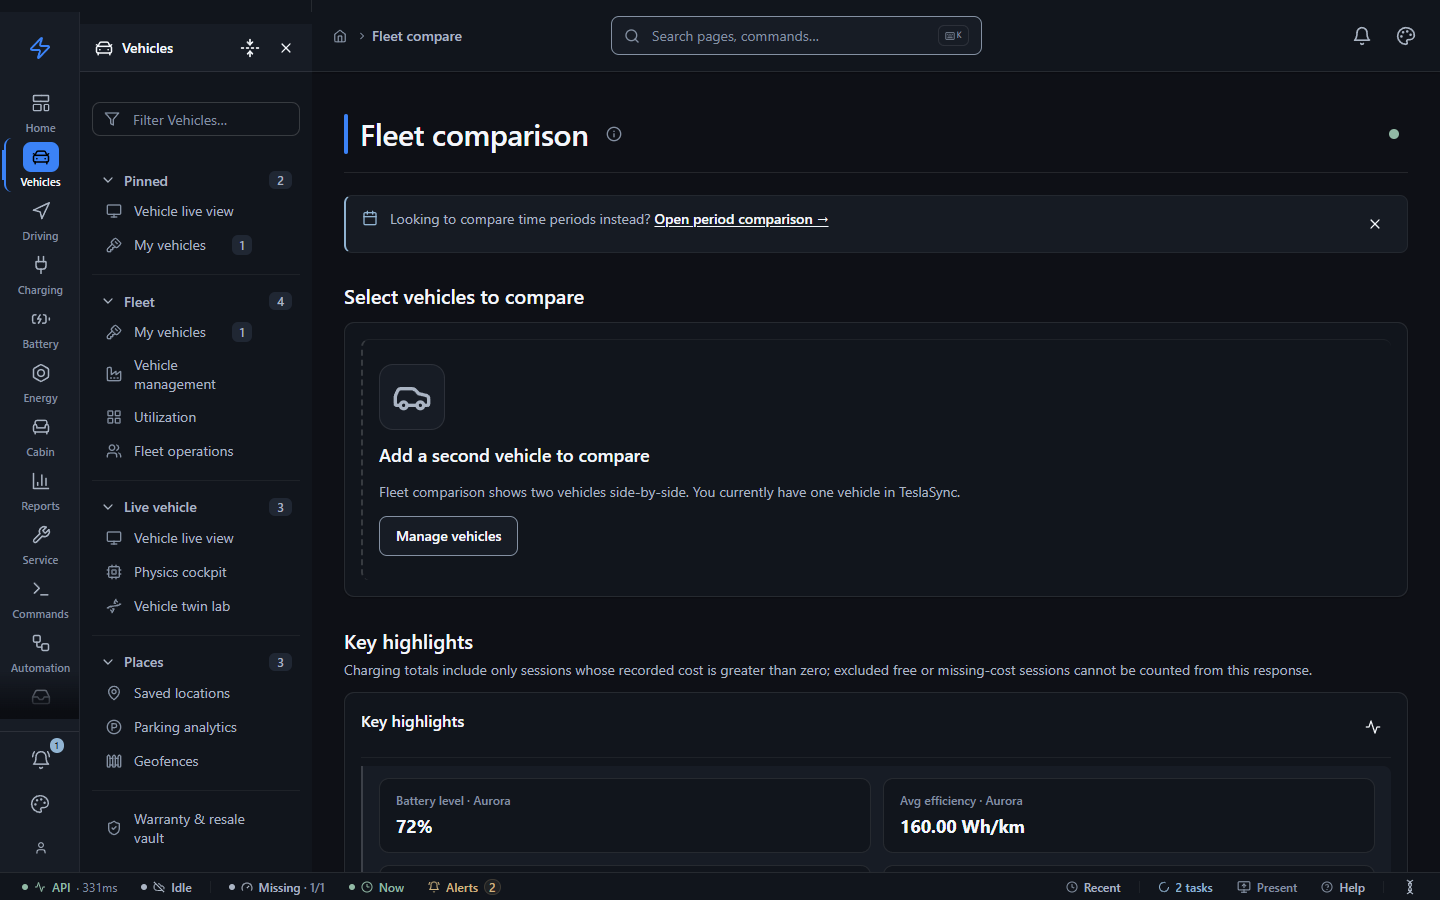 Home
Vehicles
Driving
Charging
Battery
Energy
Cabin
Reports
Service
Commands
Automation
1
Vehicles
Filter Vehicles...
Pinned 2
Vehicle live view
My vehicles 1
Fleet 4
My vehicles 1
Vehicle
management
Utilization
Fleet operations
Live vehicle 3
Vehicle live view
Physics cockpit
Vehicle twin lab
Places 3
Saved locations
Parking analytics
Geofences
Warranty & resale
vault
Fleet compare
Search pages, commands... K
Fleet comparison
Looking to compare time periods instead? Open period comparison →
Select vehicles to compare
Add a second vehicle to compare
Fleet comparison shows two vehicles side-by-side. You currently have one vehicle in TeslaSync.
Manage vehicles
Key highlights
Charging totals include only sessions whose recorded cost is greater than zero; excluded free or missing-cost sessions cannot be counted from this response.
Key highlights
Battery level · Aurora
72%
Avg efficiency · Aurora
160.00 Wh/km
API · 331ms Idle Missing · 1/1 Now Alerts 2 Recent 2 tasks Present Help